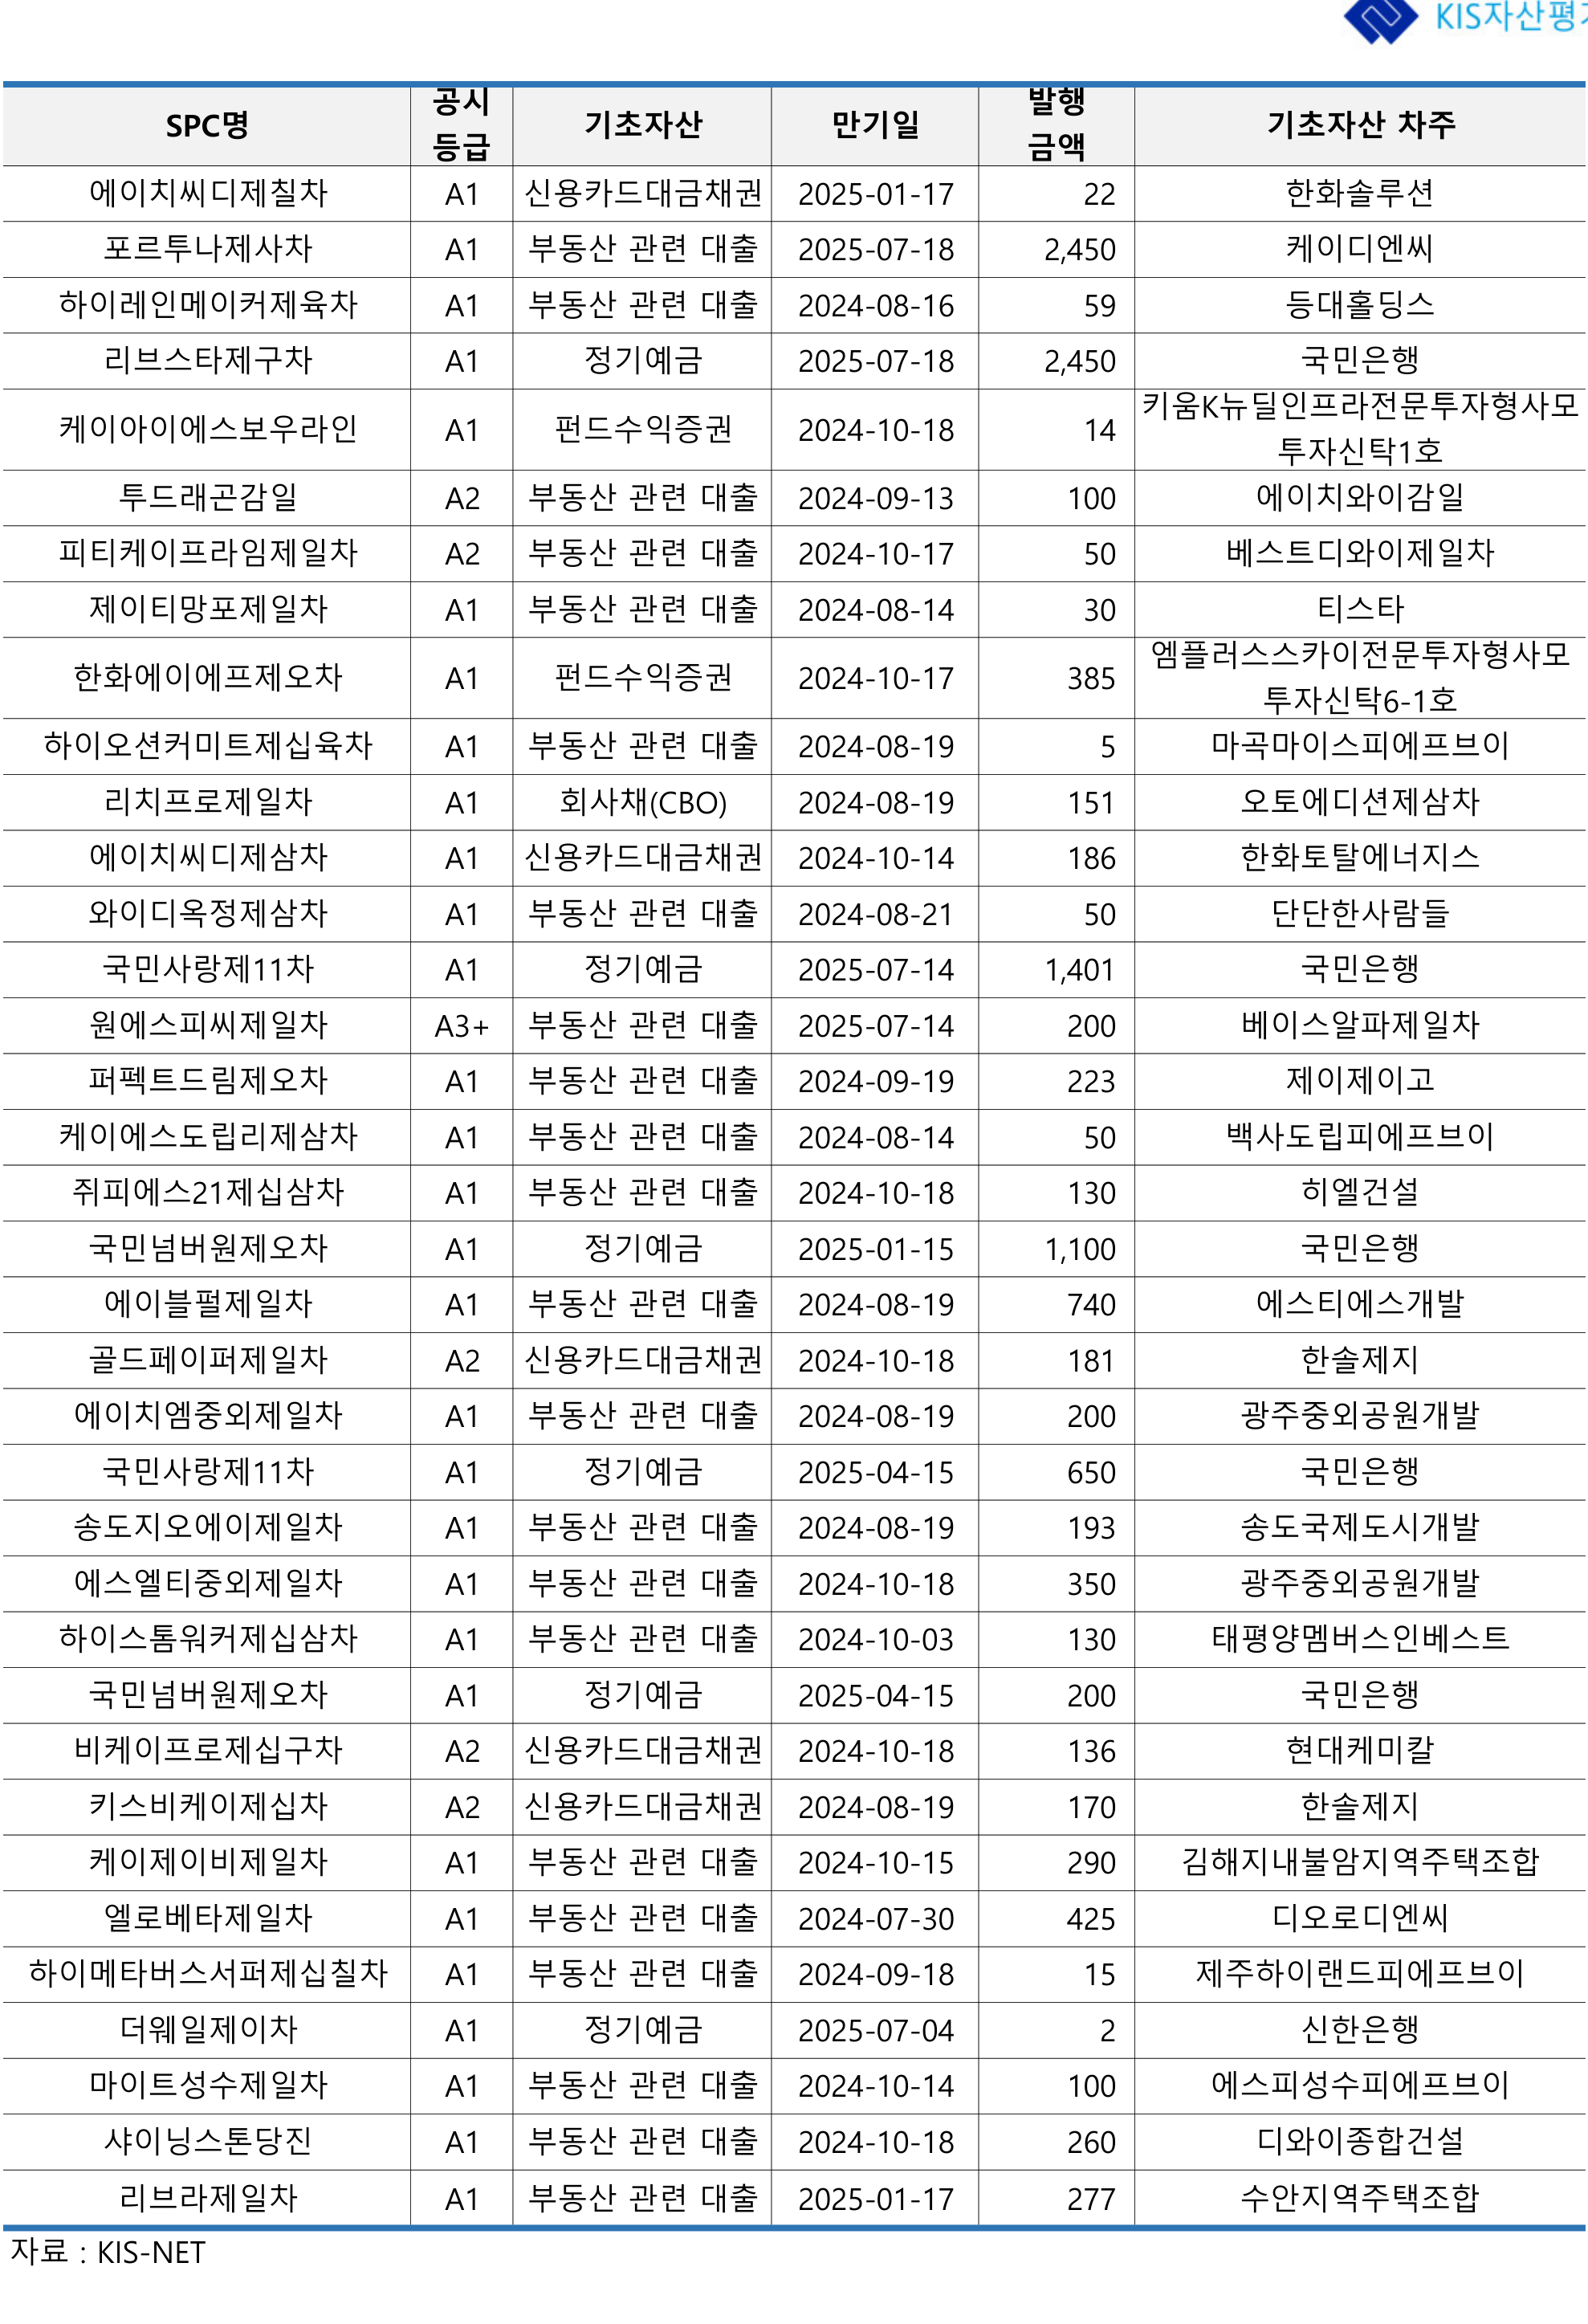 KIS자산평가
SPC명 공시 등급 기초자산 만기일 발행 금액 기초자산 차주
에이치씨디제칠차 A1 신용카드대금채권 2025-01-17 22 한화솔루션
포르투나제사차 A1 부동산 관련 대출 2025-07-18 2,450 케이디엔씨
하이레인메이커제육차 A1 부동산 관련 대출 2024-08-16 59 등대홀딩스
리브스타제구차 A1 정기예금 2025-07-18 2,450 국민은행
케이아이에스보우라인 A1 펀드수익증권 2024-10-18 14 키움K뉴딜인프라전문투자형사모
투자신탁1호
투드래곤감일 A2 부동산 관련 대출 2024-09-13 100 에이치와이감일
피티케이프라임제일차 A2 부동산 관련 대출 2024-10-17 50 베스트디와이제일차
제이티망포제일차 A1 부동산 관련 대출 2024-08-14 30 티스타
한화에이에프제오차 A1 펀드수익증권 2024-10-17 385 엠플러스스카이전문투자형사모
투자신탁6-1호
하이오션커미트제십육차 A1 부동산 관련 대출 2024-08-19 5 마곡마이스피에프브이
리치프로제일차 A1 회사채(CBO) 2024-08-19 151 오토에디션제삼차
에이치씨디제삼차 A1 신용카드대금채권 2024-10-14 186 한화토탈에너지스
와이디옥정제삼차 A1 부동산 관련 대출 2024-08-21 50 단단한사람들
국민사랑제11차 A1 정기예금 2025-07-14 1,401 국민은행
원에스피씨제일차 A3+ 부동산 관련 대출 2025-07-14 200 베이스알파제일차
퍼펙트드림제오차 A1 부동산 관련 대출 2024-09-19 223 제이제이고
케이에스도립리제삼차 A1 부동산 관련 대출 2024-08-14 50 백사도립피에프브이
쥐피에스21제십삼차 A1 부동산 관련 대출 2024-10-18 130 히엘건설
국민넘버원제오차 A1 정기예금 2025-01-15 1,100 국민은행
에이블펄제일차 A1 부동산 관련 대출 2024-08-19 740 에스티에스개발
골드페이퍼제일차 A2 신용카드대금채권 2024-10-18 181 한솔제지
에이치엠중외제일차 A1 부동산 관련 대출 2024-08-19 200 광주중외공원개발
국민사랑제11차 A1 정기예금 2025-04-15 650 국민은행
송도지오에이제일차 A1 부동산 관련 대출 2024-08-19 193 송도국제도시개발
에스엘티중외제일차 A1 부동산 관련 대출 2024-10-18 350 광주중외공원개발
하이스톰워커제십삼차 A1 부동산 관련 대출 2024-10-03 130 태평양멤버스인베스트
국민넘버원제오차 A1 정기예금 2025-04-15 200 국민은행
비케이프로제십구차 A2 신용카드대금채권 2024-10-18 136 현대케미칼
키스비케이제십차 A2 신용카드대금채권 2024-08-19 170 한솔제지
케이제이비제일차 A1 부동산 관련 대출 2024-10-15 290 김해지내불암지역주택조합
엘로베타제일차 A1 부동산 관련 대출 2024-07-30 425 디오로디엔씨
하이메타버스서퍼제십칠차 A1 부동산 관련 대출 2024-09-18 15 제주하이랜드피에프브이
더웨일제이차 A1 정기예금 2025-07-04 2 신한은행
마이트성수제일차 A1 부동산 관련 대출 2024-10-14 100 에스피성수피에프브이
샤이닝스톤당진 A1 부동산 관련 대출 2024-10-18 260 디와이종합건설
리브라제일차 A1 부동산 관련 대출 2025-01-17 277 수안지역주택조합
자료 : KIS-NET